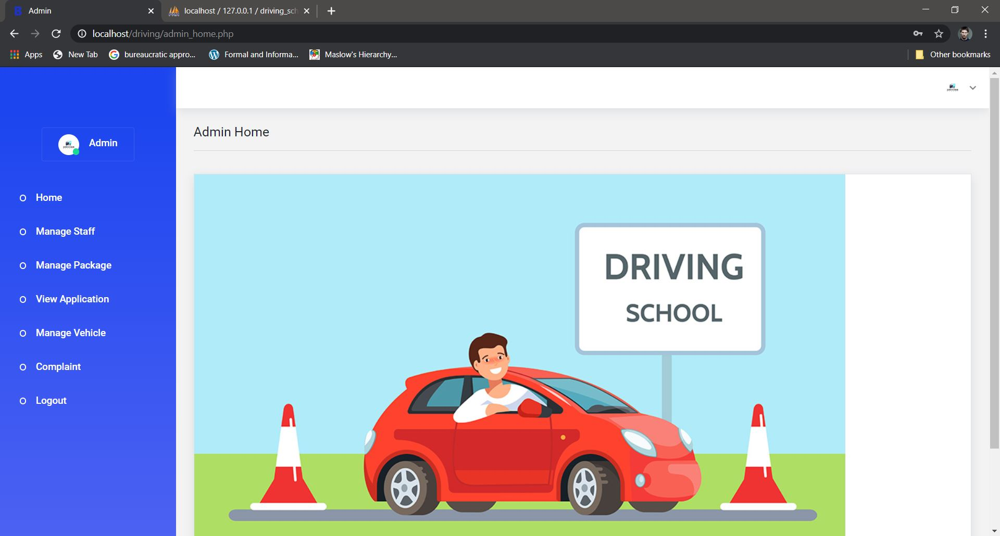 Admin
localhost / 127.0.0.1 / driving_sch
localhost/driving/admin_home.php
Apps
New Tab
bureaucratic appro...
Formal and Informa...
Maslow's Hierarchy...
Other bookmarks
DRIVING
Admin Home
DRIVING
Admin
Home
Manage Staff
Manage Package
View Application
Manage Vehicle
Complaint
Logout
DRIVING
SCHOOL